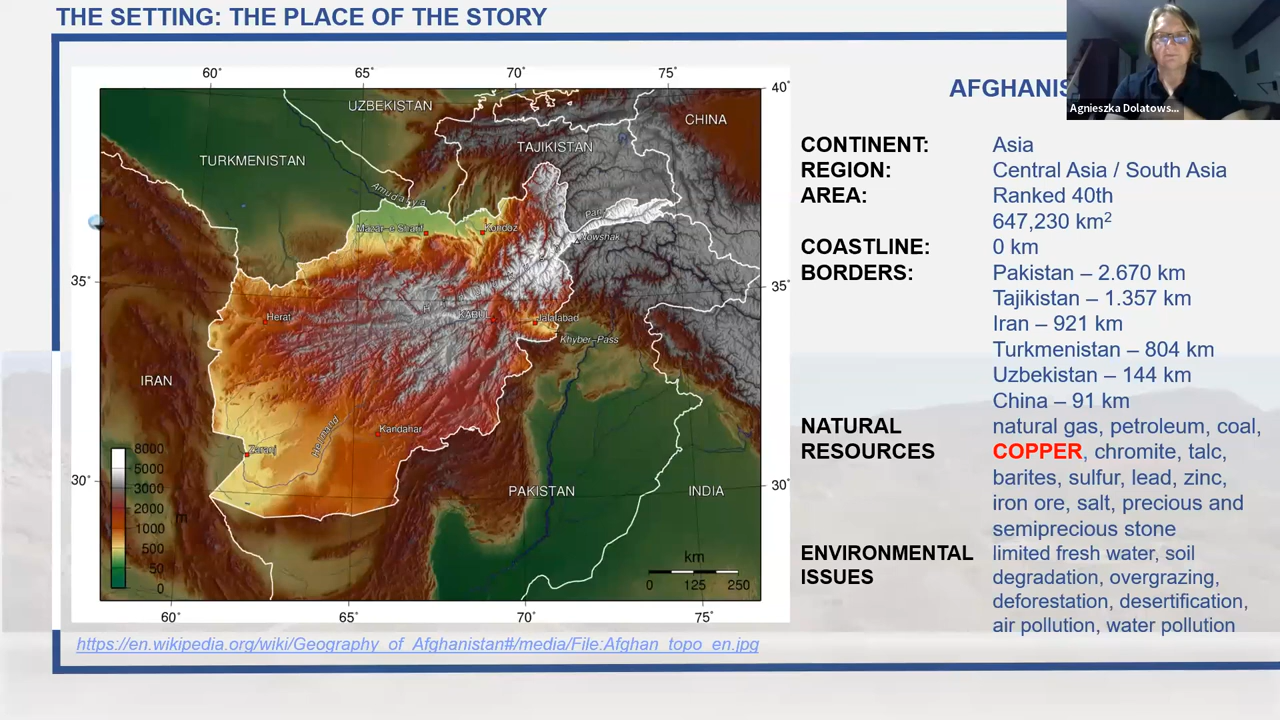 THE SETTING: THE PLACE OF THE STORY
AFGHANIS
Agnieszka Dolatows...
60° 65° 70° 75°
40°
UZBEKISTAN
CHINA
TAJIKISTAN
TURKMENISTAN
Amudarya
Mazar-e Sharif
Kondoz
Nowshak
35°
35°
Herat
KABUL
Jalalabad
Khyber-Pass
IRAN
Kandahar
Helmand
Zaranj
PAKISTAN
INDIA
30°
30°
8000
5000
3000
2000
1000
500
50
0
m
km
0 125 250
60° 65° 70° 75°
https://en.wikipedia.org/wiki/Geography_of_Afghanistan#/media/File:Afghan_topo_en.jpg
CONTINENT: Asia
REGION: Central Asia / South Asia
AREA: Ranked 40th
647,230 km²
COASTLINE: 0 km
BORDERS: Pakistan – 2.670 km
Tajikistan – 1.357 km
Iran – 921 km
Turkmenistan – 804 km
Uzbekistan – 144 km
China – 91 km
NATURAL natural gas, petroleum, coal,
RESOURCES COPPER, chromite, talc,
barites, sulfur, lead, zinc,
iron ore, salt, precious and
semiprecious stone
ENVIRONMENTAL limited fresh water, soil
ISSUES degradation, overgrazing,
deforestation, desertification,
air pollution, water pollution